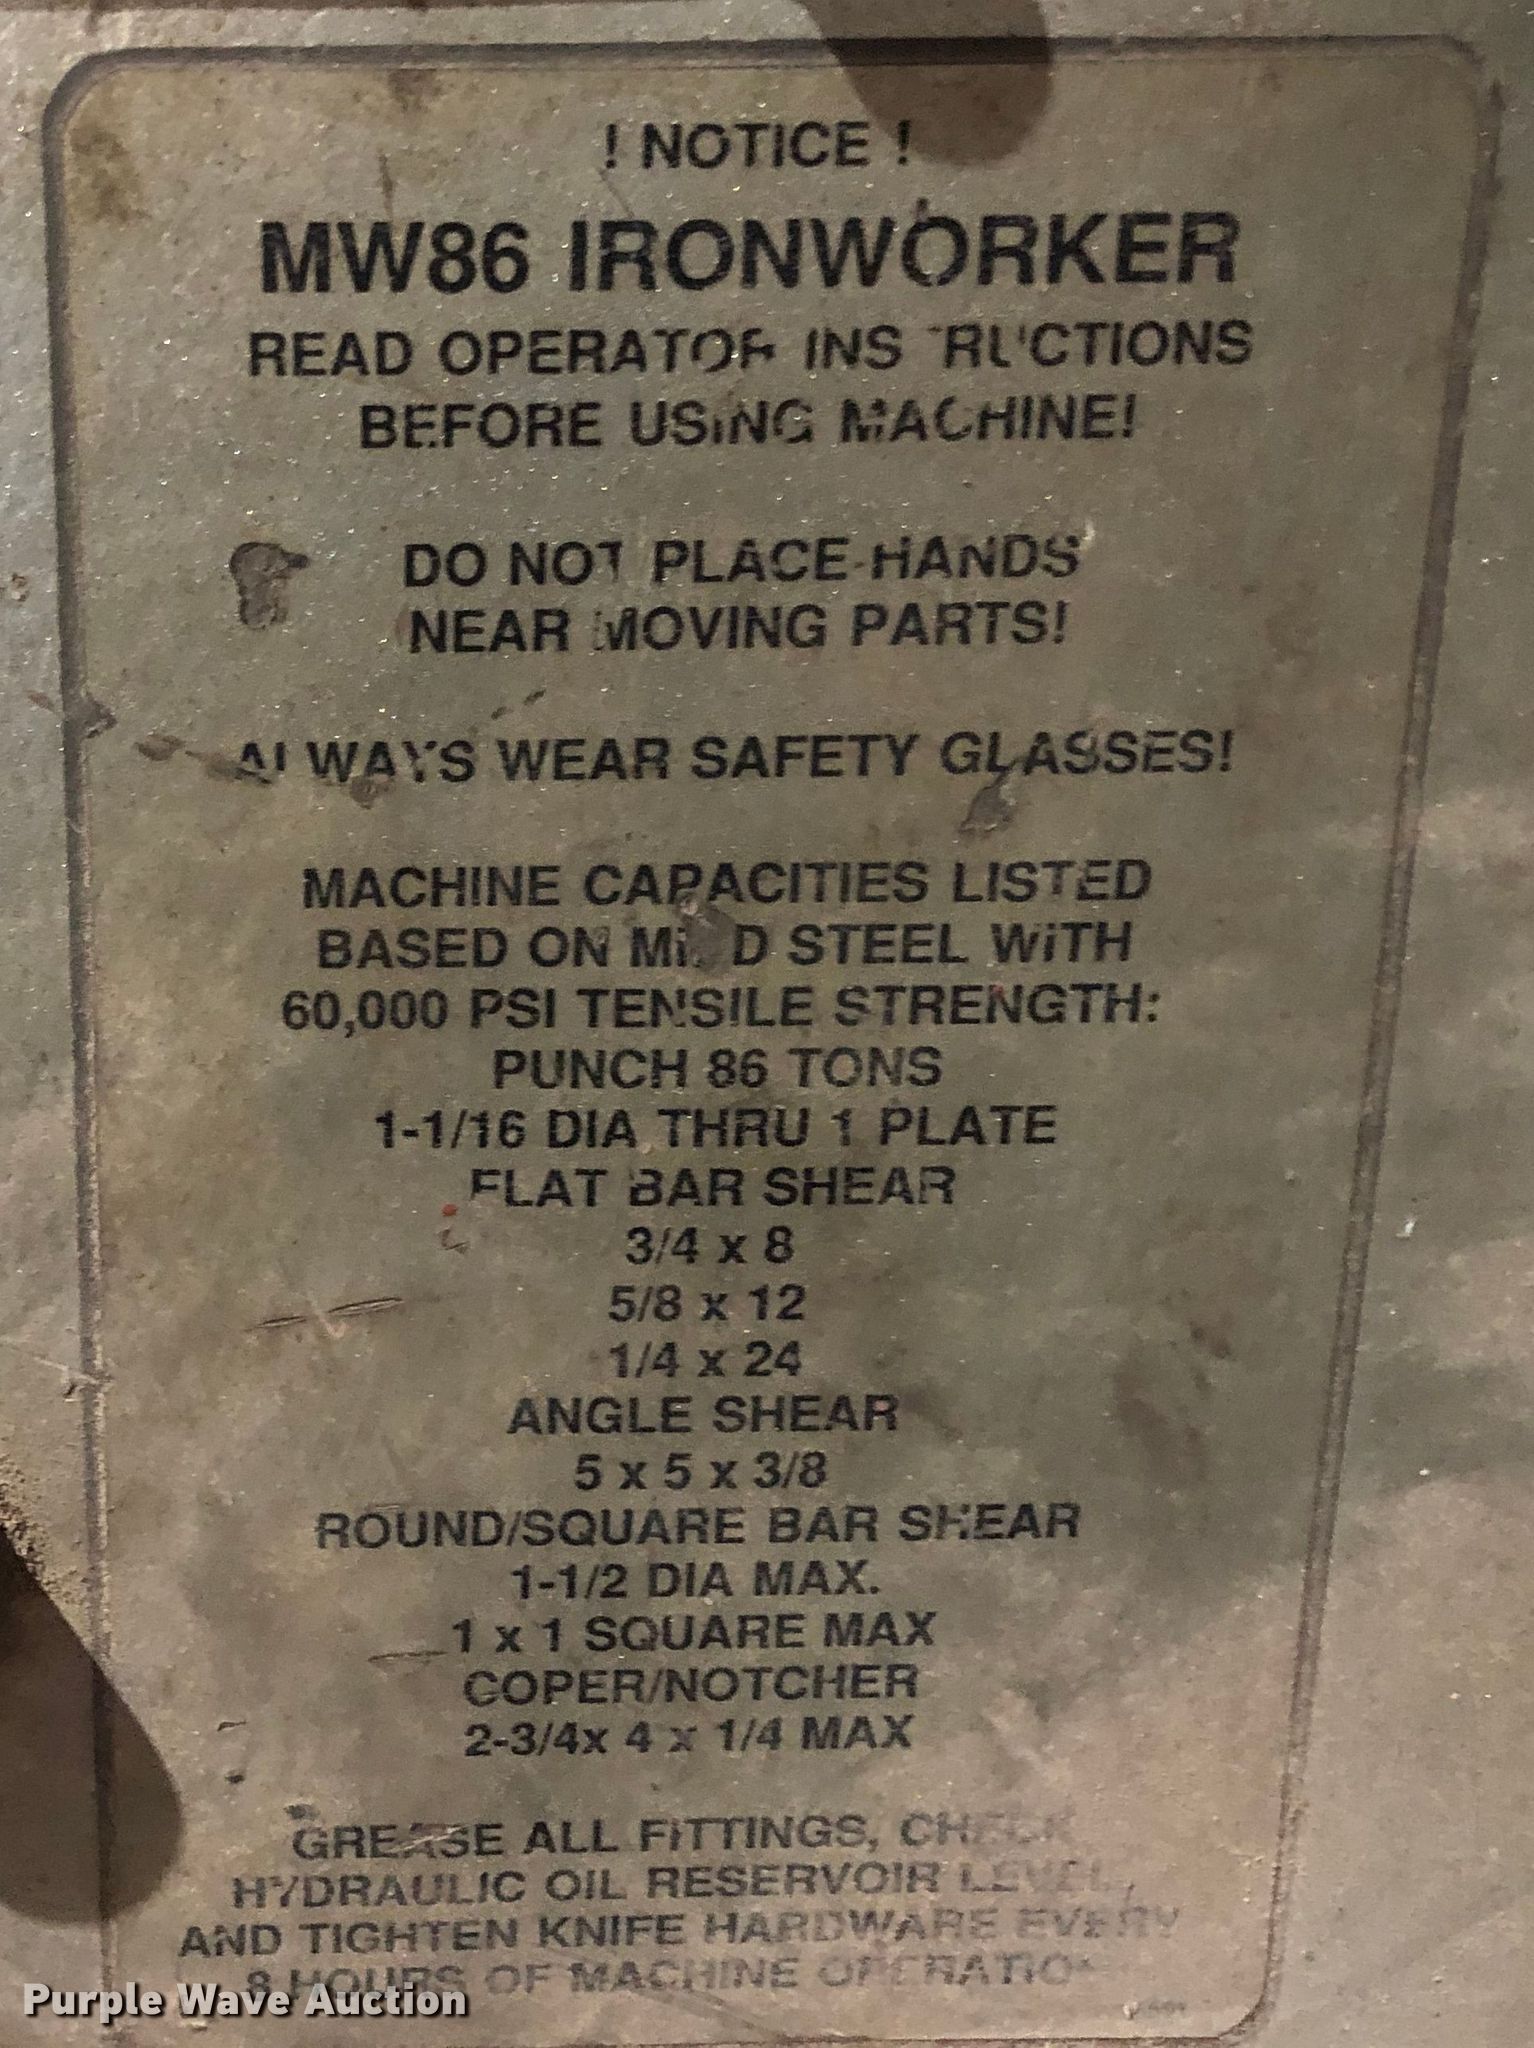 ! NOTICE !
MW86 IRONWORKER
READ OPERATOR INSTRUCTIONS
BEFORE USING MACHINE!
DO NOT PLACE HANDS
NEAR MOVING PARTS!
ALWAYS WEAR SAFETY GLASSES!
MACHINE CAPACITIES LISTED
BASED ON MILD STEEL WITH
60,000 PSI TENSILE STRENGTH:
PUNCH 86 TONS
1-1/16 DIA THRU 1 PLATE
FLAT BAR SHEAR
3/4 x 8
5/8 x 12
1/4 x 24
ANGLE SHEAR
5 x 5 x 3/8
ROUND/SQUARE BAR SHEAR
1-1/2 DIA MAX.
1 x 1 SQUARE MAX
COPER/NOTCHER
2-3/4x 4 x 1/4 MAX
GREASE ALL FITTINGS, CHECK
HYDRAULIC OIL RESERVOIR LEVEL,
AND TIGHTEN KNIFE HARDWARE EVERY
8 HOURS OF MACHINE OPERATION
Purple Wave Auction